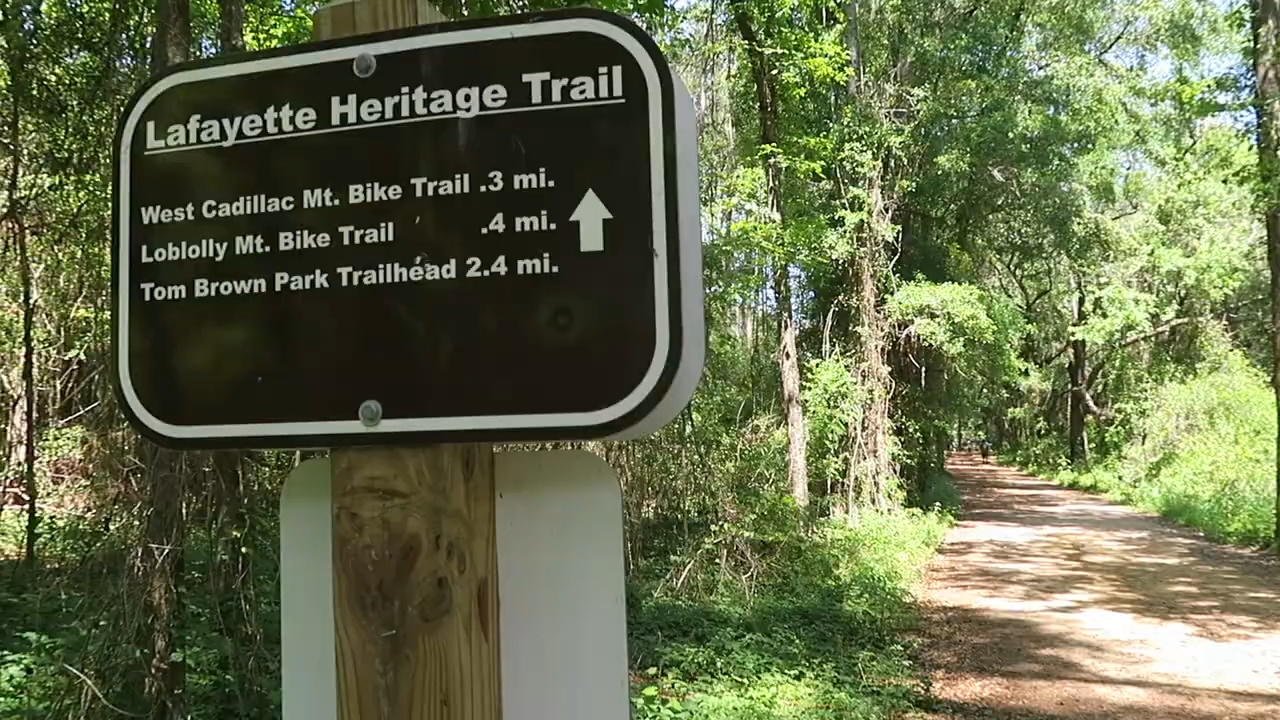 Lafayette Heritage Trail
West Cadillac Mt. Bike Trail .3 mi.
Loblolly Mt. Bike Trail .4 mi.
Tom Brown Park Trailhead 2.4 mi.